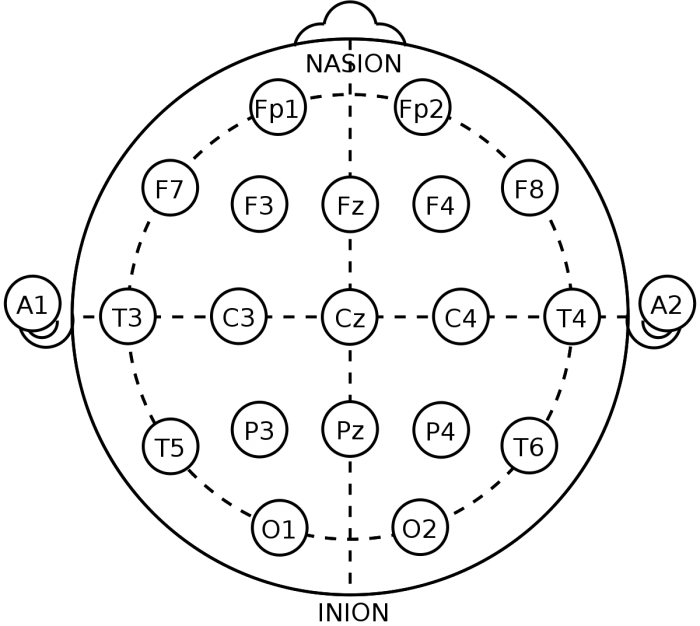 NASION
Fp1 Fp2
F7 F3 Fz F4 F8
A1 T3 C3 Cz C4 T4 A2
T5 P3 Pz P4 T6
O1 O2
INION